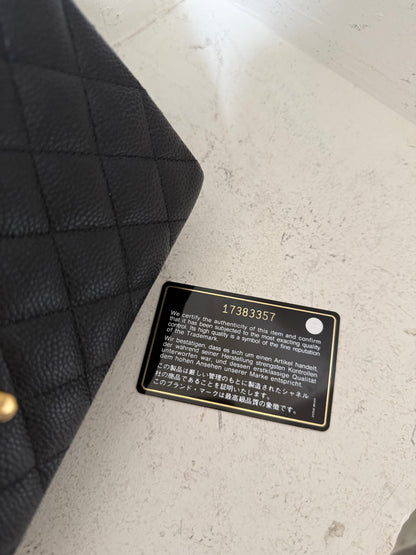 17383357
We certify the authenticity of this item and confirm
that it has been subjected to the most exacting quality
control. Its high quality is a symbol of the fine reputation
of the Trademark.
Wir bestätigen, dass es sich um einen Artikel handelt,
der während seiner Herstellung strengsten Kontrollen
unterworfen war, und dessen erstklassige Qualität
dem hohen Ansehen unserer Marke entspricht.
この製品は厳しい管理のもとに製造されたシャネル
社の商品であることを証明いたします。
このブランド・マークは最高級品質の象徴です。